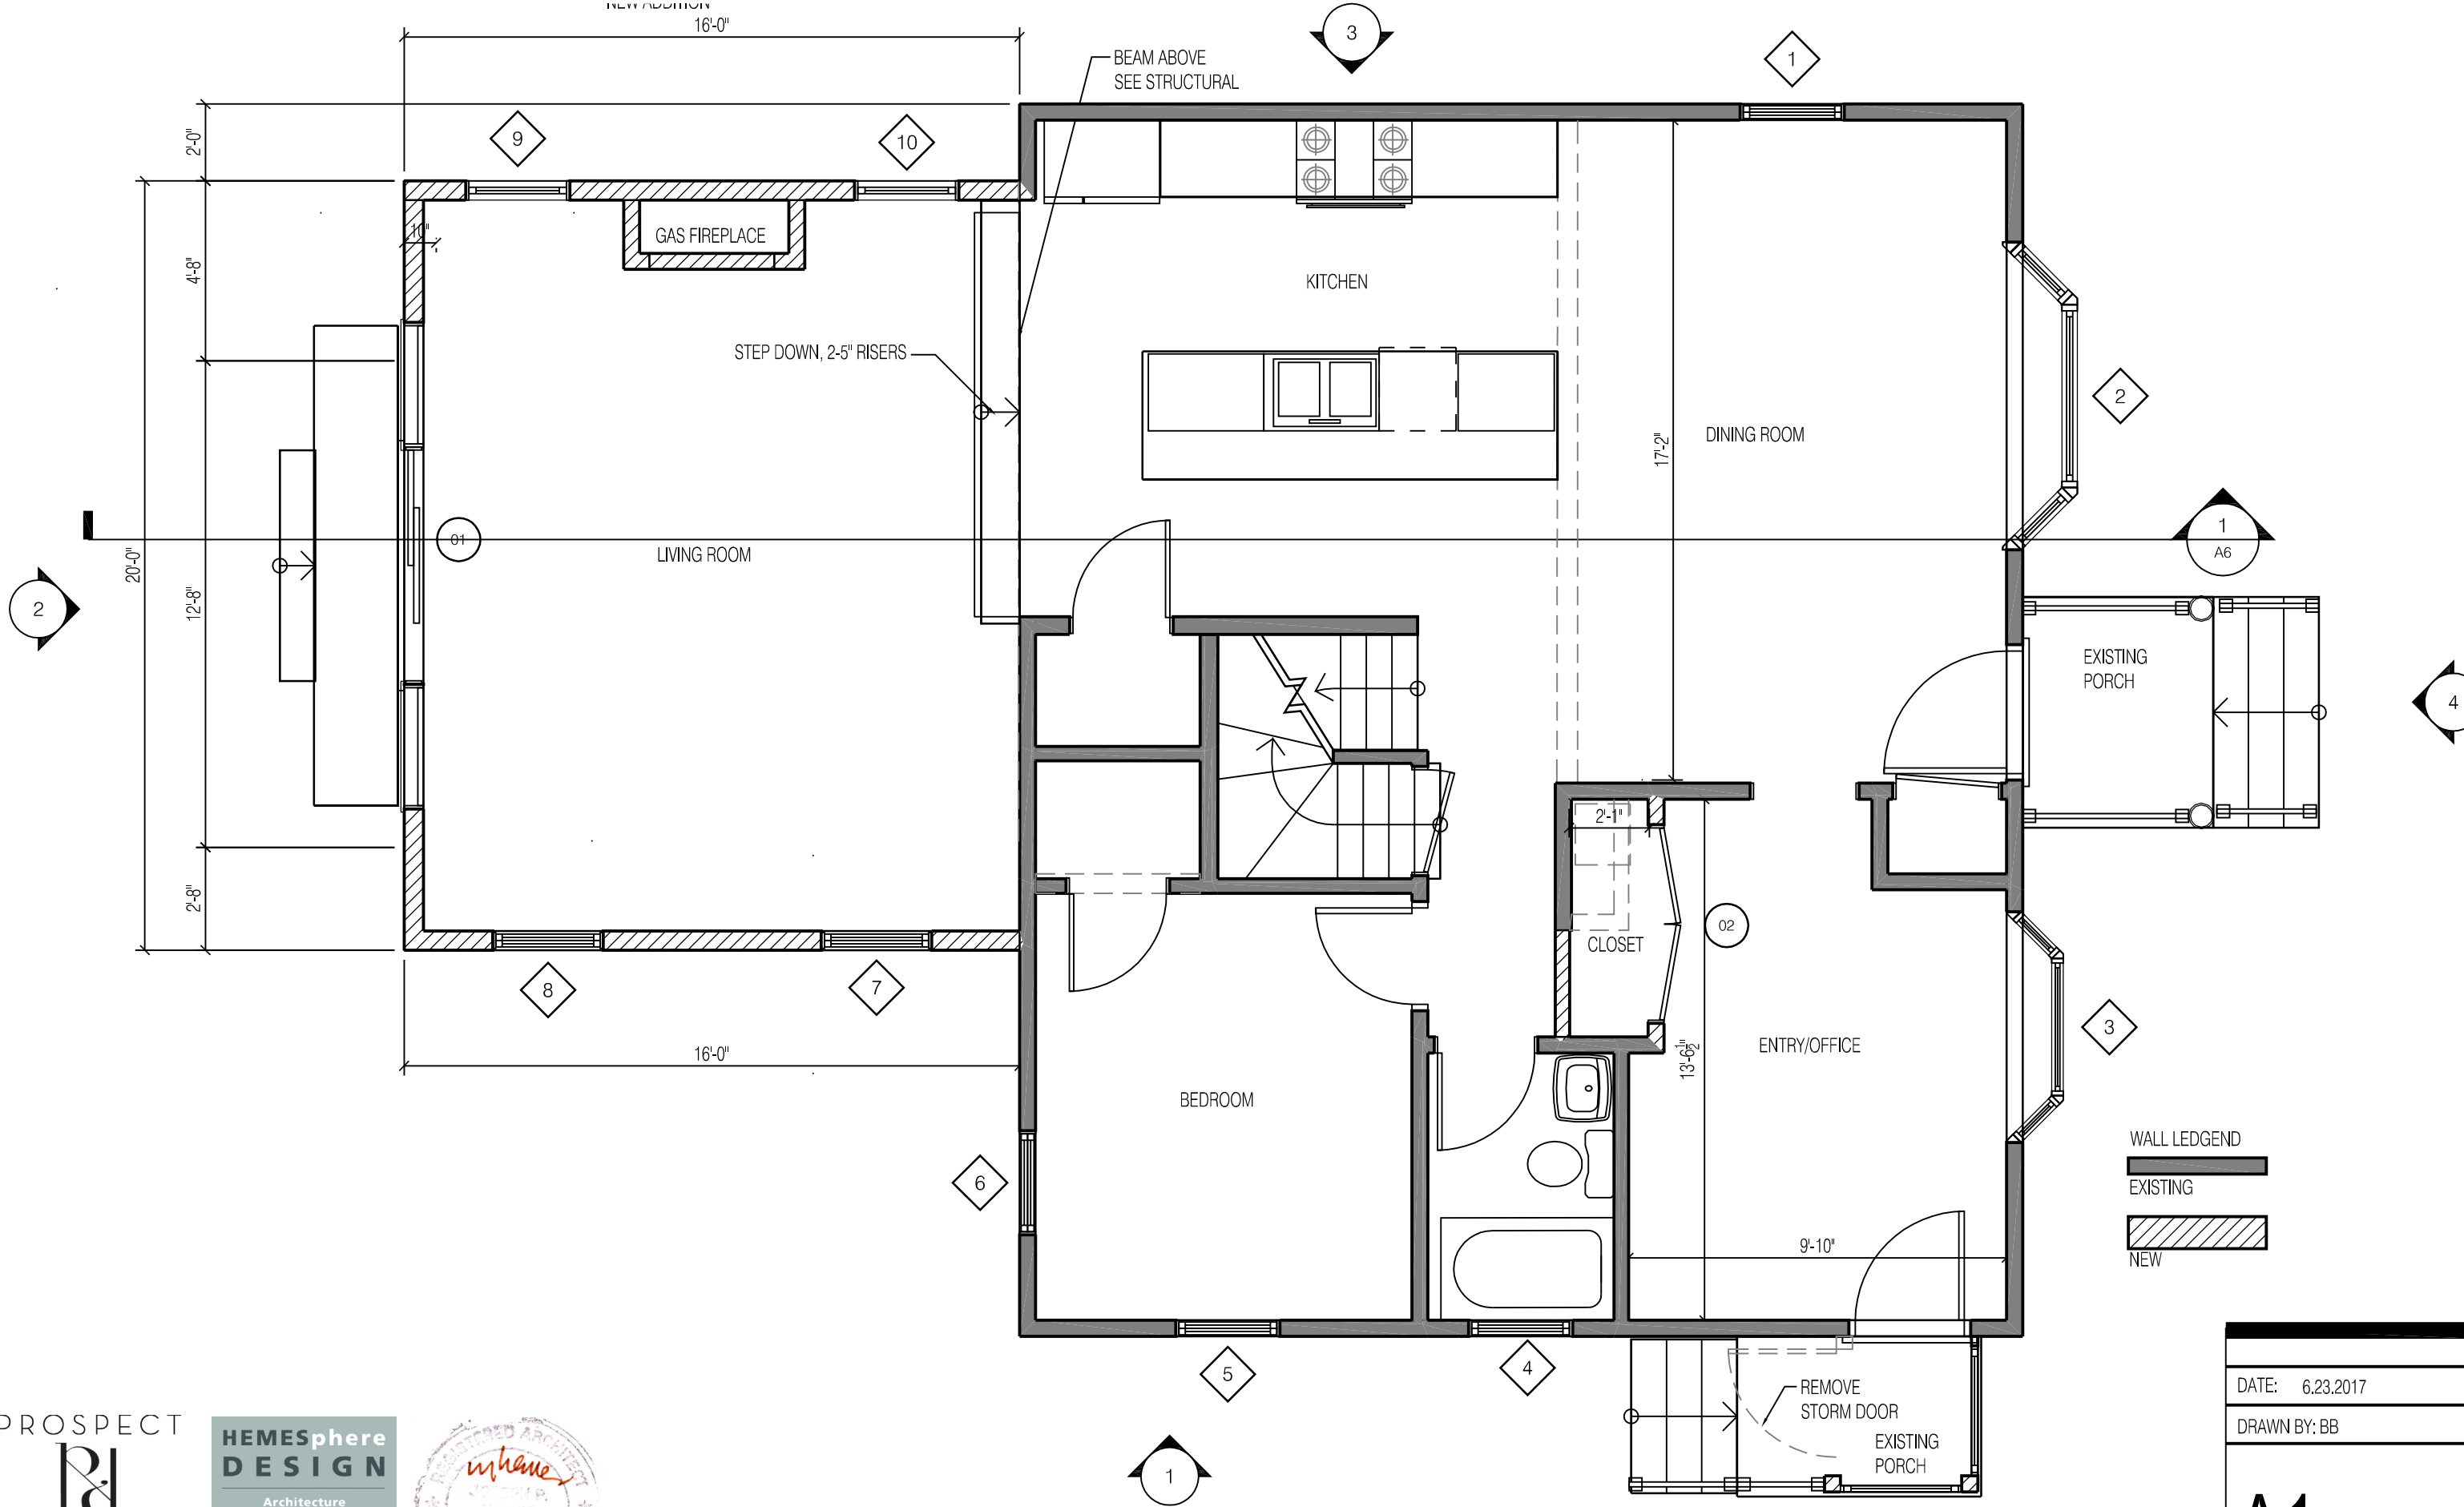 NEW ADDITION
16'-0"
3
BEAM ABOVE
SEE STRUCTURAL
1
2'-0"
9
10
10"
GAS FIREPLACE
4'-8"
KITCHEN
STEP DOWN, 2-5" RISERS
2
17'-2"
DINING ROOM
1
A6
01
LIVING ROOM
20'-0"
12'-8"
2
EXISTING
PORCH
4
2'-1"
2'-8"
02
CLOSET
8
7
3
16'-0"
13'-6½"
ENTRY/OFFICE
BEDROOM
WALL LEDGEND
EXISTING
6
9'-10"
NEW
5
4
REMOVE
STORM DOOR
EXISTING
PORCH
1
DATE: 6.23.2017
DRAWN BY: BB
PROSPECT
HEMESphere
DESIGN
Architecture
REGISTERED ARCHITECT